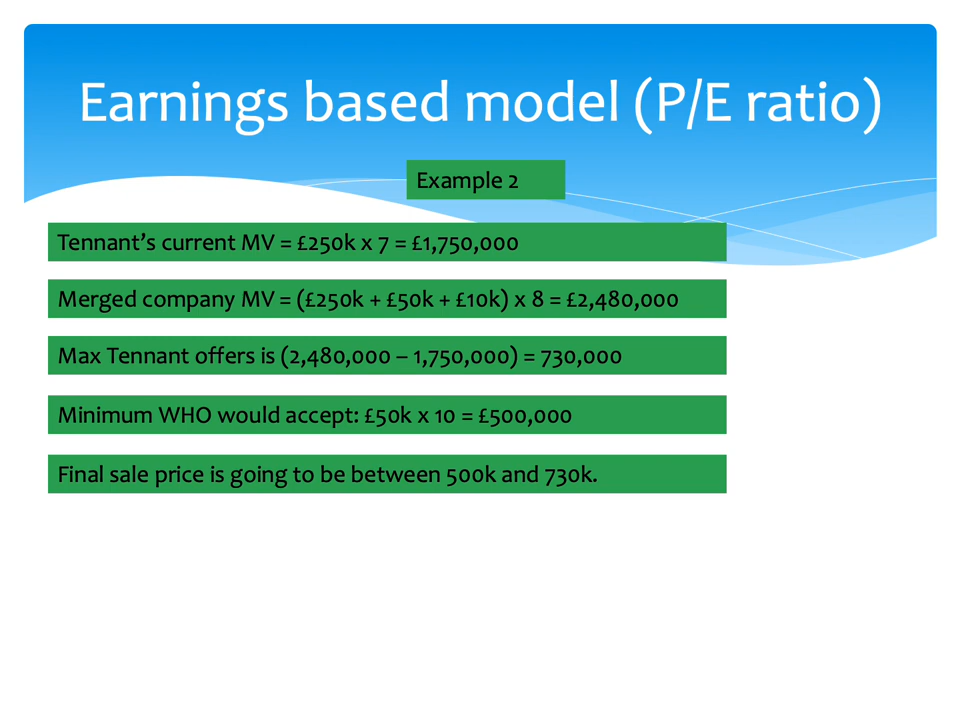 Earnings based model (P/E ratio)
Example 2
Tennant's current MV = £250k x 7 = £1,750,000
Merged company MV = (£250k + £50k + £10k) x 8 = £2,480,000
Max Tennant offers is (2,480,000 – 1,750,000) = 730,000
Minimum WHO would accept: £50k x 10 = £500,000
Final sale price is going to be between 500k and 730k.